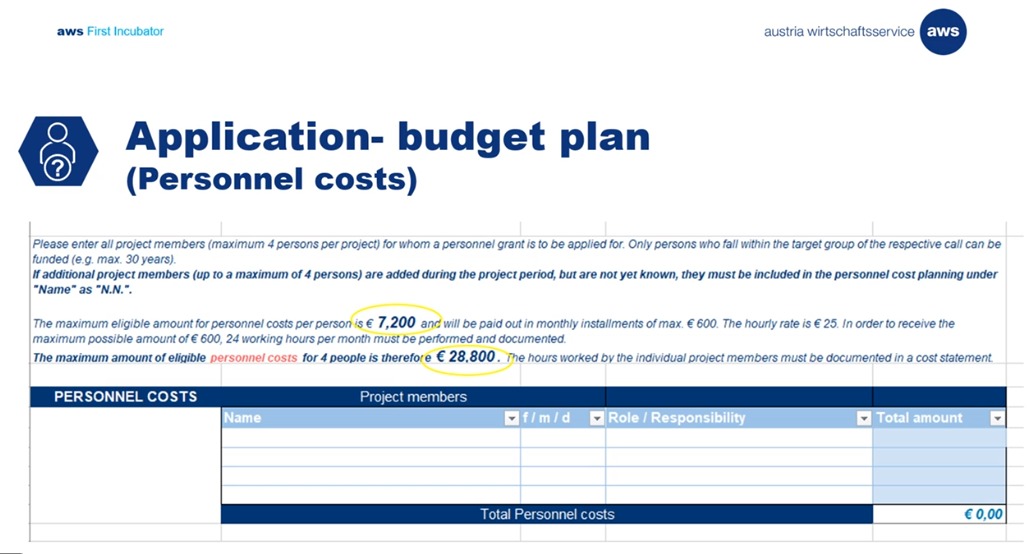 aws First Incubator
austria wirtschaftsservice aws
Application- budget plan
(Personnel costs)
?
Please enter all project members (maximum 4 persons per project) for whom a personnel grant is to be applied for. Only persons who fall within the target group of the respective call can be
funded (e.g. max. 30 years).
If additional project members (up to a maximum of 4 persons) are added during the project period, but are not yet known, they must be included in the personnel cost planning under
"Name" as "N.N.".
The maximum eligible amount for personnel costs per person is € 7,200 and will be paid out in monthly installments of max. € 600. The hourly rate is € 25. In order to receive the
maximum possible amount of € 600, 24 working hours per month must be performed and documented.
The maximum amount of eligible personnel costs for 4 people is therefore € 28,800. The hours worked by the individual project members must be documented in a cost statement.
PERSONNEL COSTS Project members
Name f / m / d Role / Responsibility Total amount
Total Personnel costs € 0,00